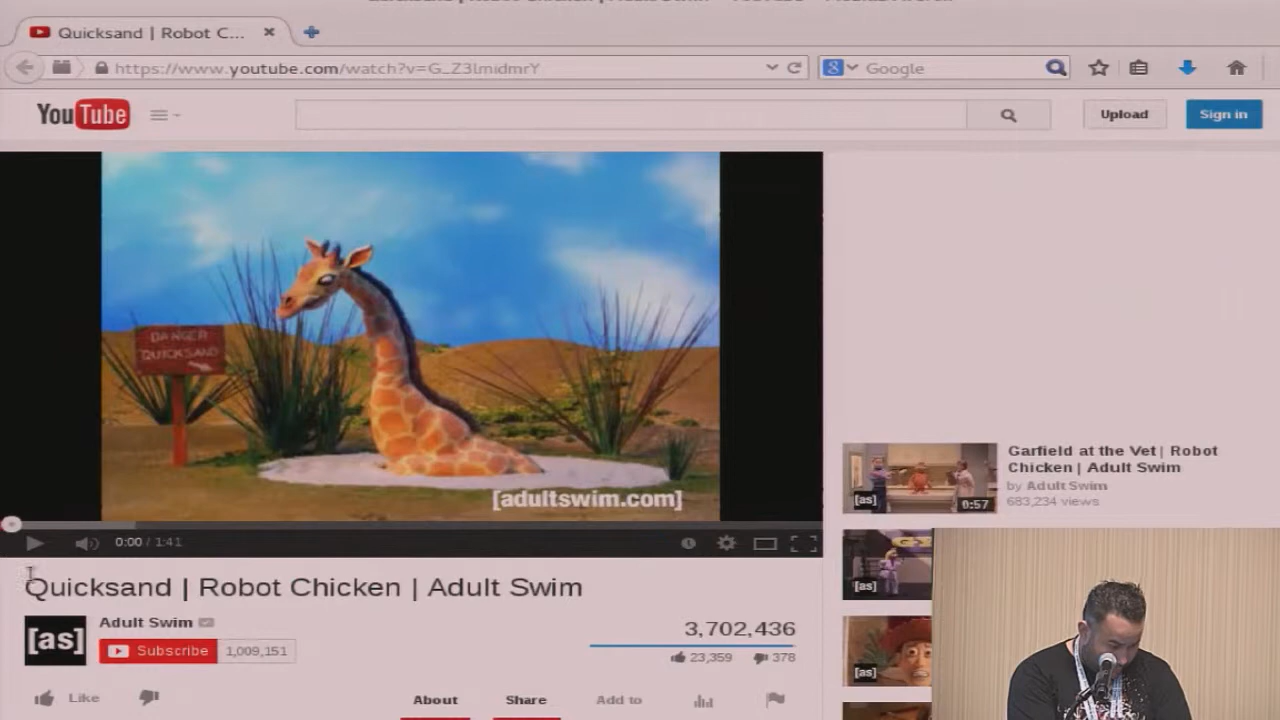 Quicksand | Robot C...
https://www.youtube.com/watch?v=G_Z3lmidmrY
Google
YouTube
Upload
Sign in
DANGER
QUICKSAND
[adultswim.com]
0:00 / 1:41
Quicksand | Robot Chicken | Adult Swim
[as]
Adult Swim
Subscribe
1,009,151
3,702,436
23,359
378
Like
About
Share
Add to
Garfield at the Vet | Robot
Chicken | Adult Swim
by Adult Swim
683,234 views
[as]
0:57
[as]
[as]